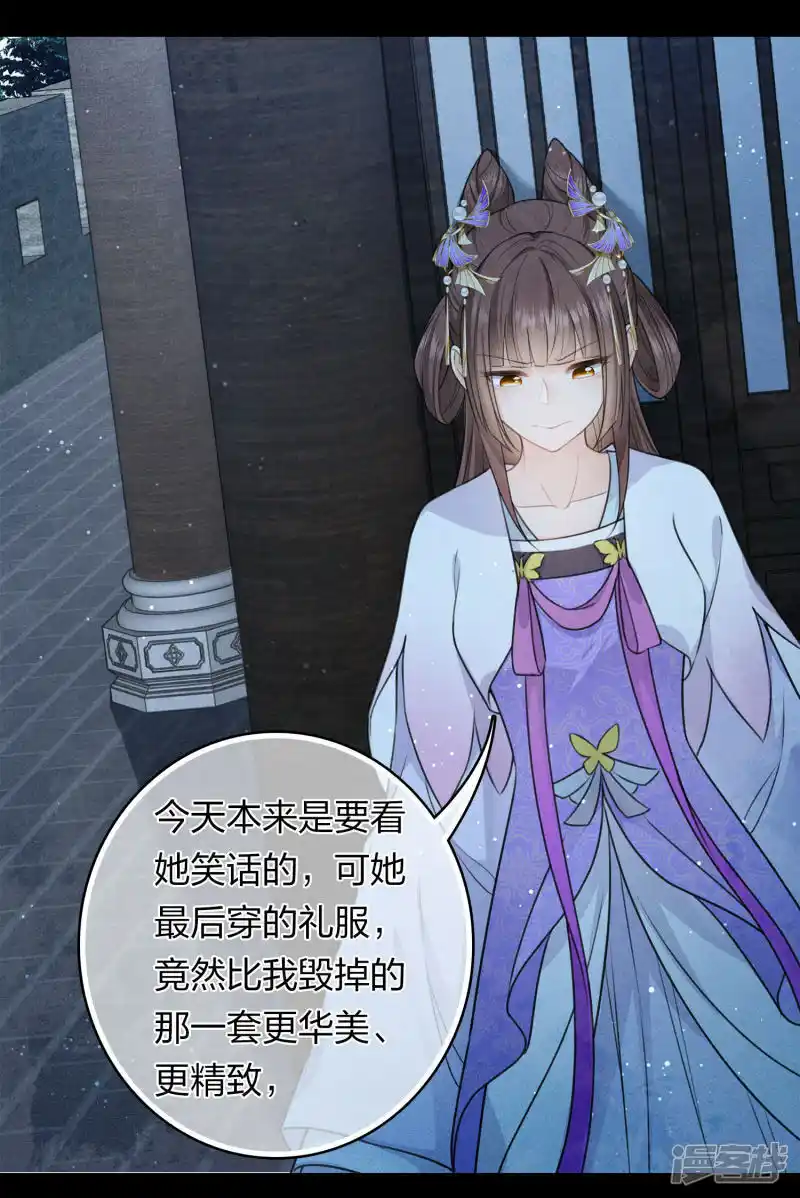 今天本来是要看
她笑话的，可她
最后穿的礼服，
竟然比我毁掉的
那一套更华美、
更精致，
漫客栈